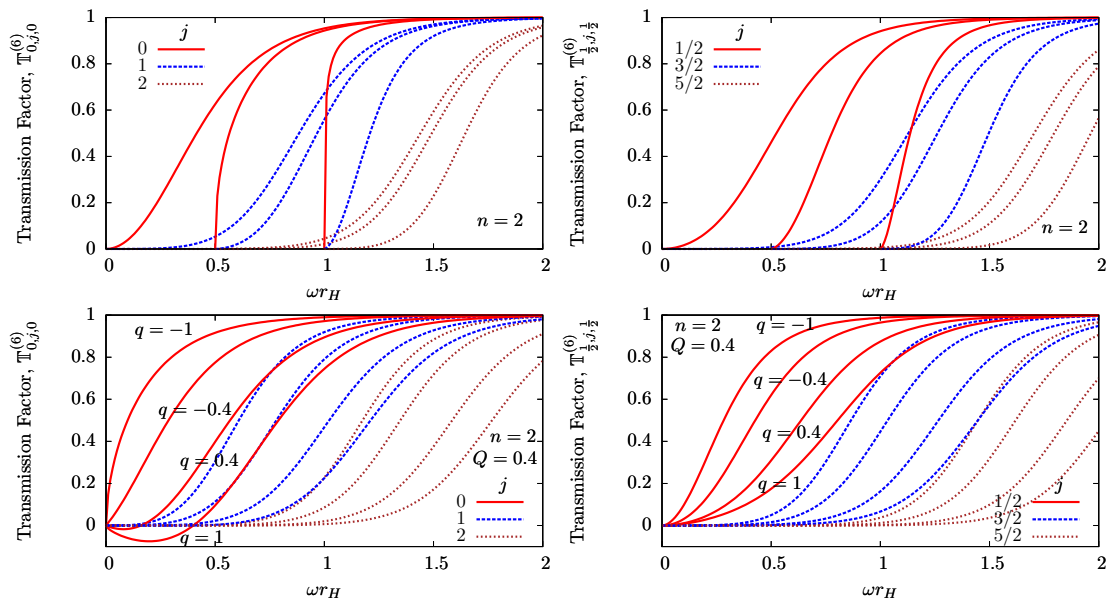 Transmission Factor, 𝕋^{(6)}_{0,j,0}
1
0.8
0.6
0.4
0.2
0
j
0
1
2
n = 2
0 0.5 1 1.5 2
ωr_H
Transmission Factor, 𝕋^{(6)}_{\frac{1}{2},j,\frac{1}{2}}
1
0.8
0.6
0.4
0.2
0
j
1/2
3/2
5/2
n = 2
0 0.5 1 1.5 2
ωr_H
Transmission Factor, 𝕋^{(6)}_{0,j,0}
1
0.8
0.6
0.4
0.2
0
q = −1
q = −0.4
q = 0.4
q = 1
n = 2
Q = 0.4
j
0
1
2
0 0.5 1 1.5 2
ωr_H
Transmission Factor, 𝕋^{(6)}_{\frac{1}{2},j,\frac{1}{2}}
1
0.8
0.6
0.4
0.2
0
n = 2
Q = 0.4
q = −1
q = −0.4
q = 0.4
q = 1
j
1/2
3/2
5/2
0 0.5 1 1.5 2
ωr_H